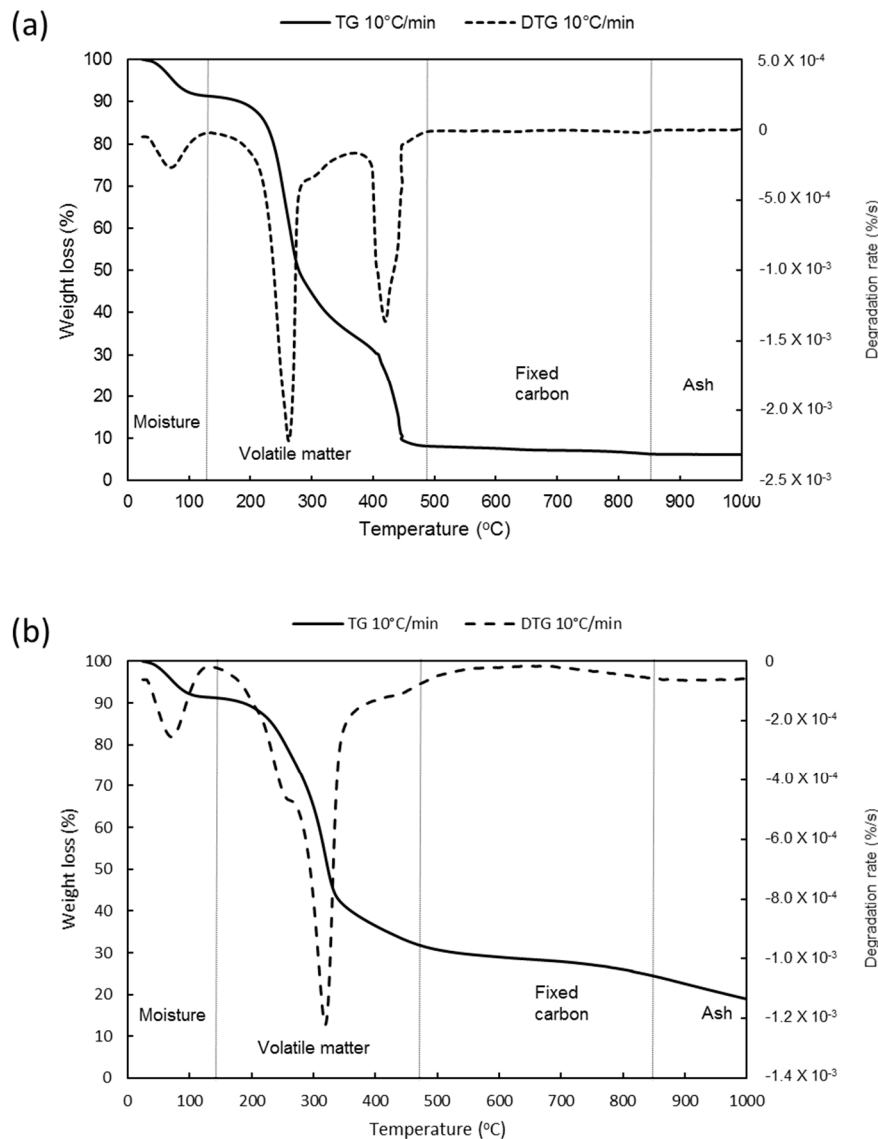 (a)
TG 10°C/min
DTG 10°C/min
100
90
80
70
60
50
40
30
20
10
0
Weight loss (%)
5.0 X 10-4
0
-5.0 X 10-4
-1.0 X 10-3
-1.5 X 10-3
-2.0 X 10-3
-2.5 X 10-3
Degradation rate (%/s)
Moisture
Volatile matter
Fixed
carbon
Ash
0 100 200 300 400 500 600 700 800 900 1000
Temperature (oC)
(b)
TG 10°C/min
DTG 10°C/min
100
90
80
70
60
50
40
30
20
10
0
Weight loss (%)
0
-2.0 X 10-4
-4.0 X 10-4
-6.0 X 10-4
-8.0 X 10-4
-1.0 X 10-3
-1.2 X 10-3
-1.4 X 10-3
Degradation rate (%/s)
Moisture
Volatile matter
Fixed
carbon
Ash
0 100 200 300 400 500 600 700 800 900 1000
Temperature (oC)